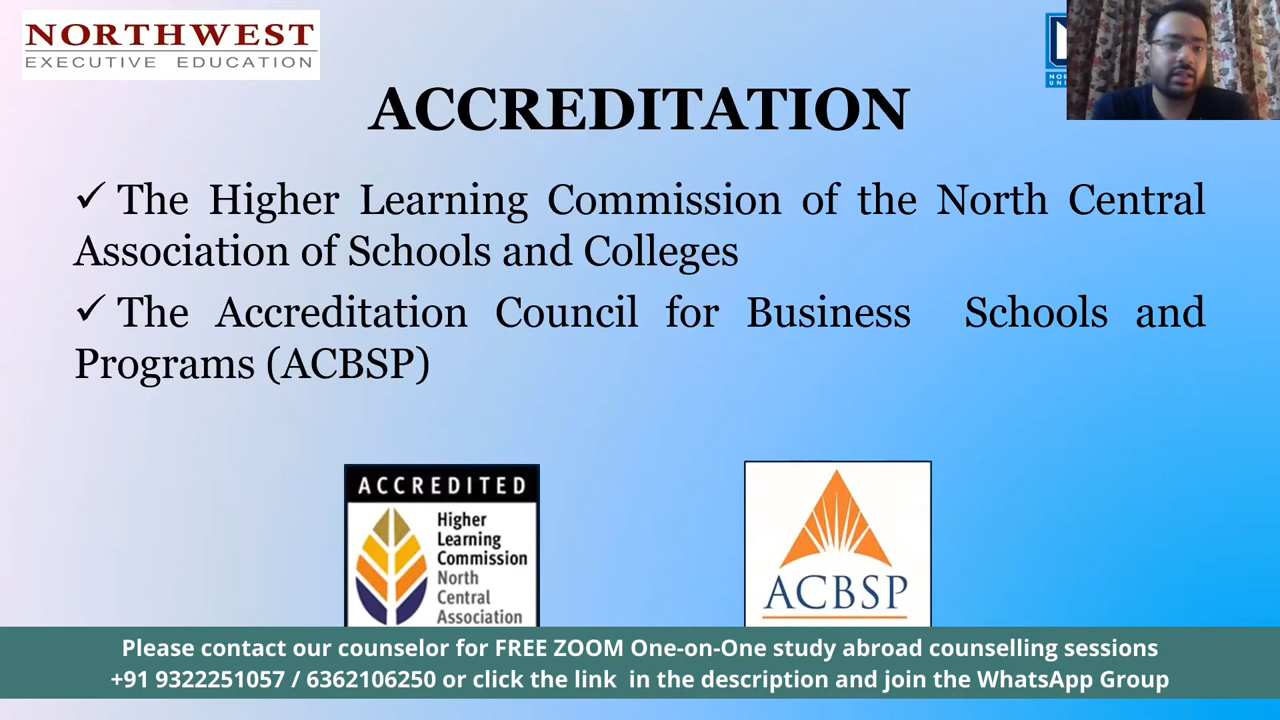 NORTHWEST
EXECUTIVE EDUCATION
ACCREDITATION
✓ The Higher Learning Commission of the North Central
Association of Schools and Colleges
✓ The Accreditation Council for Business Schools and
Programs (ACBSP)
ACCREDITED
Higher
Learning
Commission
North
Central
Association
ACBSP
Please contact our counselor for FREE ZOOM One-on-One study abroad counselling sessions
+91 9322251057 / 6362106250 or click the link in the description and join the WhatsApp Group